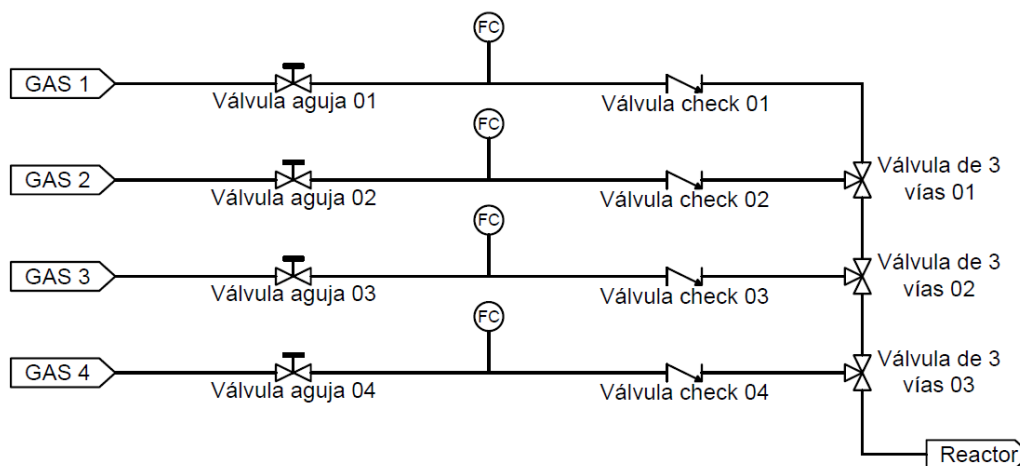 FC
GAS 1
Válvula aguja 01
Válvula check 01
FC
GAS 2
Válvula aguja 02
Válvula check 02
Válvula de 3
vías 01
FC
GAS 3
Válvula aguja 03
Válvula check 03
Válvula de 3
vías 02
FC
GAS 4
Válvula aguja 04
Válvula check 04
Válvula de 3
vías 03
Reactor